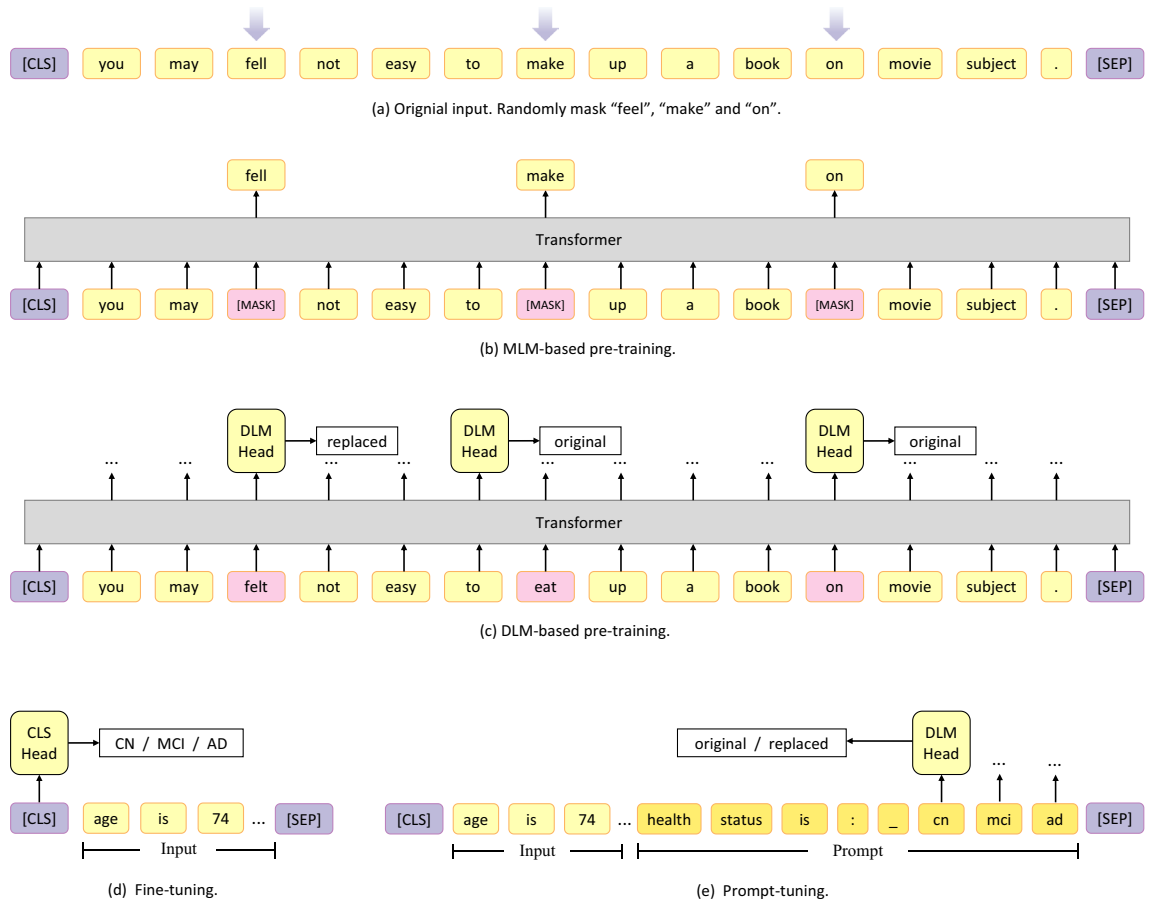 [CLS] you may fell not easy to make up a book on movie subject . [SEP]
(a) Orignial input. Randomly mask “feel”, “make” and “on”.
fell make on
Transformer
[CLS] you may [MASK] not easy to [MASK] up a book [MASK] movie subject . [SEP]
(b) MLM-based pre-training.
DLM Head replaced DLM Head original DLM Head original
... ... ... ... ... ... ... ... ... ... ...
Transformer
[CLS] you may felt not easy to eat up a book on movie subject . [SEP]
(c) DLM-based pre-training.
CLS Head CN / MCI / AD
[CLS] age is 74 ... [SEP]
Input
(d) Fine-tuning.
original / replaced DLM Head ... ...
[CLS] age is 74 ... health status is : _ cn mci ad [SEP]
Input Prompt
(e) Prompt-tuning.